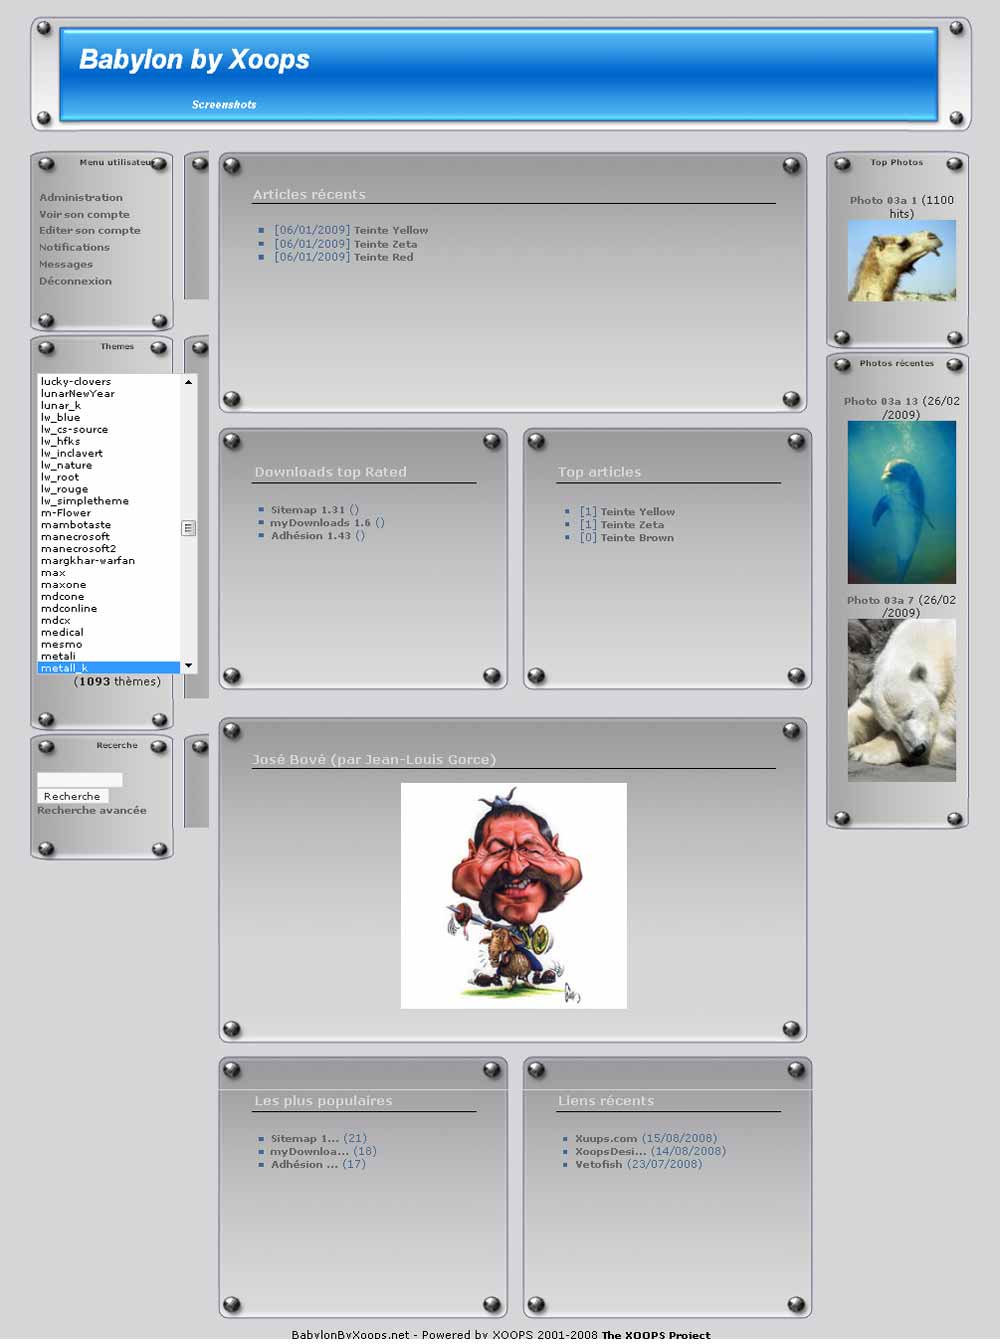 Babylon by Xoops
Screenshots
Menu utilisateur
Administration
Voir son compte
Editer son compte
Notifications
Messages
Déconnexion
Themes
lucky-clovers
lunarNewYear
lunar_k
lw_blue
lw_cs-source
lw_hfks
lw_inclavert
lw_nature
lw_root
lw_rouge
lw_simpletheme
m-Flower
mambotaste
manecrosoft
manecrosoft2
margkhar-warfan
max
maxone
mdcone
mdconline
mdcx
medical
mesmo
metali
metall_k
(1093 thèmes)
Recerche
Recherche
Recherche avancée
Articles récents
[06/01/2009] Teinte Yellow
[06/01/2009] Teinte Zeta
[06/01/2009] Teinte Red
Downloads top Rated
Sitemap 1.31 ()
myDownloads 1.6 ()
Adhésion 1.43 ()
Top articles
[1] Teinte Yellow
[1] Teinte Zeta
[0] Teinte Brown
José Bové (par Jean-Louis Gorce)
Les plus populaires
Sitemap 1... (21)
myDownloa... (18)
Adhésion ... (17)
Liens récents
Xuups.com (15/08/2008)
XoopsDesi... (14/08/2008)
Vetofish (23/07/2008)
Top Photos
Photo 03a 1 (1100
hits)
Photos récentes
Photo 03a 13 (26/02
/2009)
Photo 03a 7 (26/02
/2009)
BabylonByXoops.net - Powered by XOOPS 2001-2008 The XOOPS Project